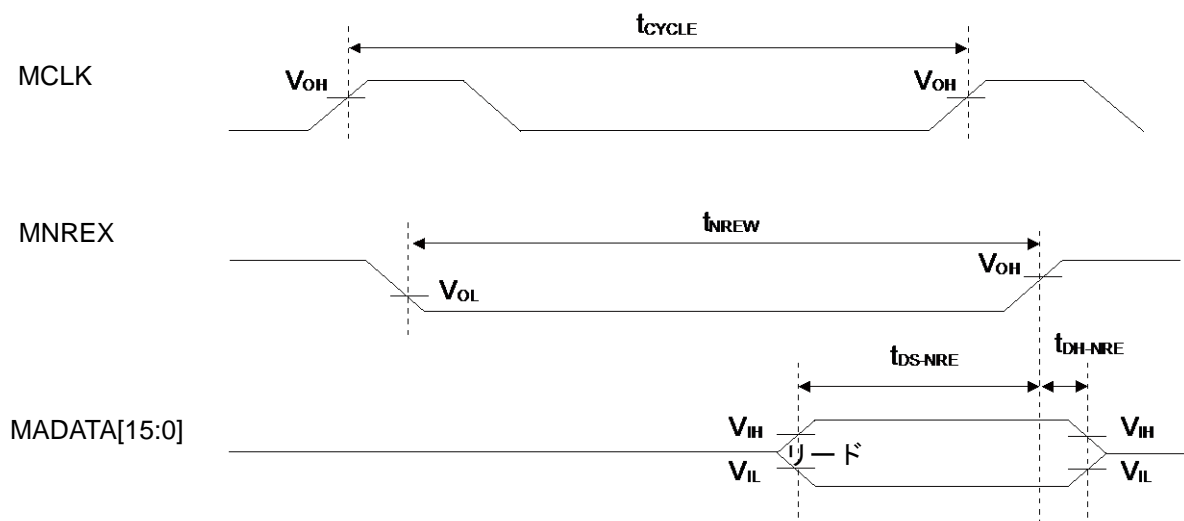 tCYCLE
MCLK
VOH
VOH
tNREW
MNREX
VOL
VOH
tDS-NRE
tDH-NRE
MADATA[15:0]
VIH
リード
VIH
VIL
VIL